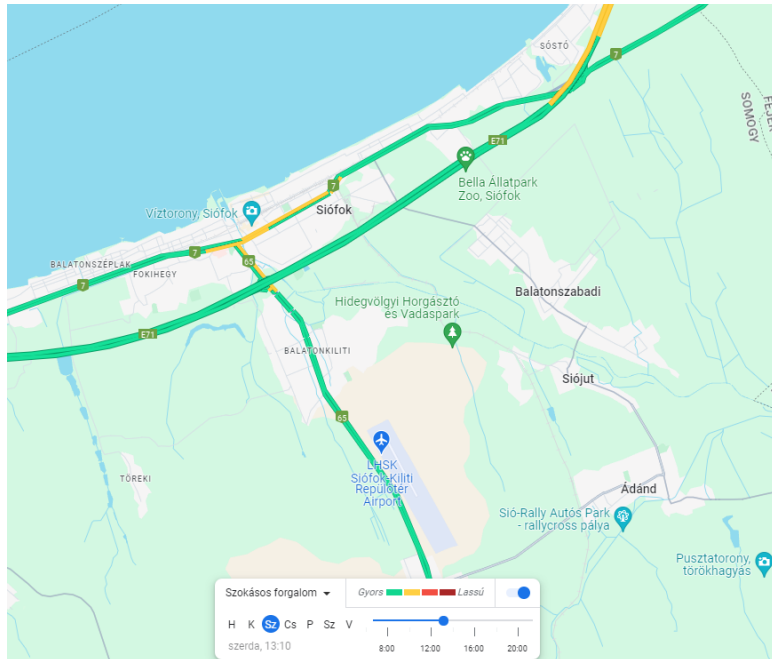 SÓSTÓ
7
SOMOGY
FEJÉR
E71
Bella Állatpark
Zoo, Siófok
7
Víztorony, Siófok
Siófok
7
BALATONSZÉPLAK
FOKIHEGY
65
7
Balatonszabadi
Hidegvölgyi Horgásztó
és Vadaspark
E71
BALATONKILITI
Siójut
65
LHSK
Siófok-Kiliti
Repülőtér
Airport
TÖREKI
Ádánd
Sió-Rally Autós Park
- rallycross pálya
Pusztatorony,
törökhagyás
Szokásos forgalom
Gyors
Lassú
H K Sz Cs P Sz V
szerda, 13:10
8:00 12:00 16:00 20:00